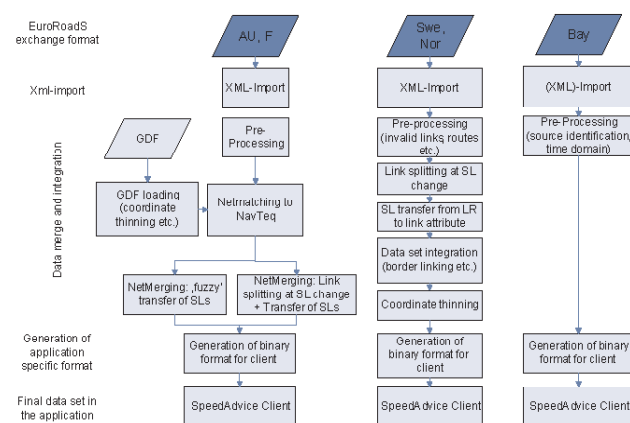 EuroRoadS
exchange format
AU, F
Swe,
Nor
Bay
Xml-import
XML-Import
XML-Import
(XML)-Import
Data merge and integration
GDF
Pre-
Processing
Pre-processing
(invalid links, routes
etc.)
Pre-Processing
(source identification,
time domain)
Link splitting at SL
change
GDF loading
(coordinate
thinning etc.)
Netmatching to
NavTeq
SL transfer from LR
to link attribute
Data set integration
(border linking etc.)
NetMerging: ‚fuzzy'
transfer of SLs
NetMerging: Link
splitting at SL change
+ Transfer of SLs
Coordinate thinning
Generation of
application
specific format
Generation of binary
format for client
Generation of
binary format for
client
Generation of binary
format for client
Final data set in
the application
SpeedAdvice Client
SpeedAdvice Client
SpeedAdvice Client